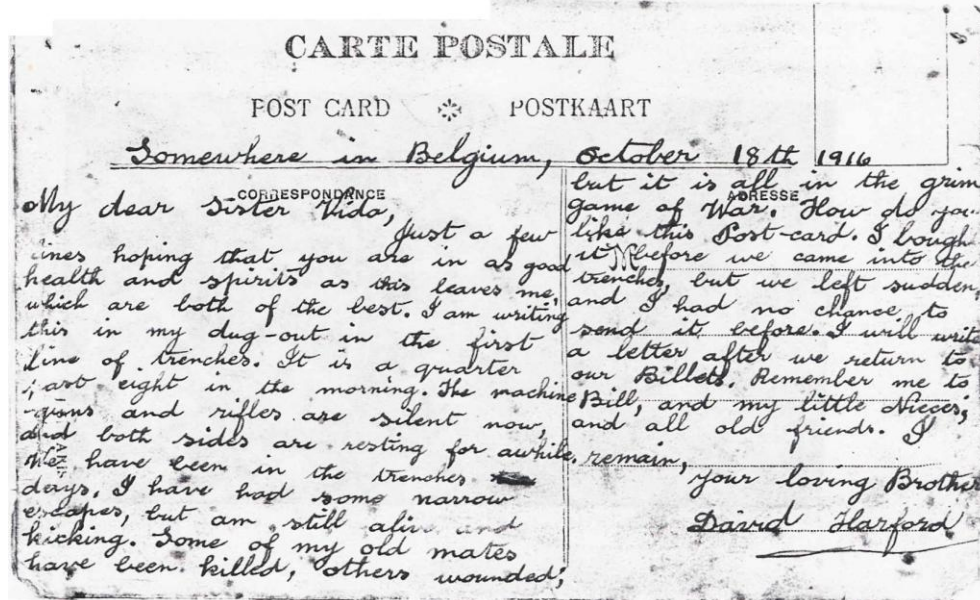 CARTE POSTALE
POST CARD POSTKAART
Somewhere in Belgium, October 18th 1916
CORRESPONDANCE
My dear Sister Vida,
Just a few
lines hoping that you are in as good
health and spirits as this leaves me,
which are both of the best. I am writing
this in my dug-out in the first
line of trenches. It is a quarter
past eight in the morning. The machine
-guns and rifles are silent now,
and both sides are resting for awhile.
We have been in the trenches
days. I have had some narrow
escapes, but am still alive and
kicking. Some of my old mates
have been killed, others wounded;
ADRESSE
but it is all in the grim
game of War. How do you
like this Post-card. I bought
it before we came into the
trenches, but we left sudden,
and I had no chance to
send it before. I will write
a letter after we return to
our Billets. Remember me to
Bill, and my little Nieces,
and all old friends. I
remain,
your loving Brother
David Harford